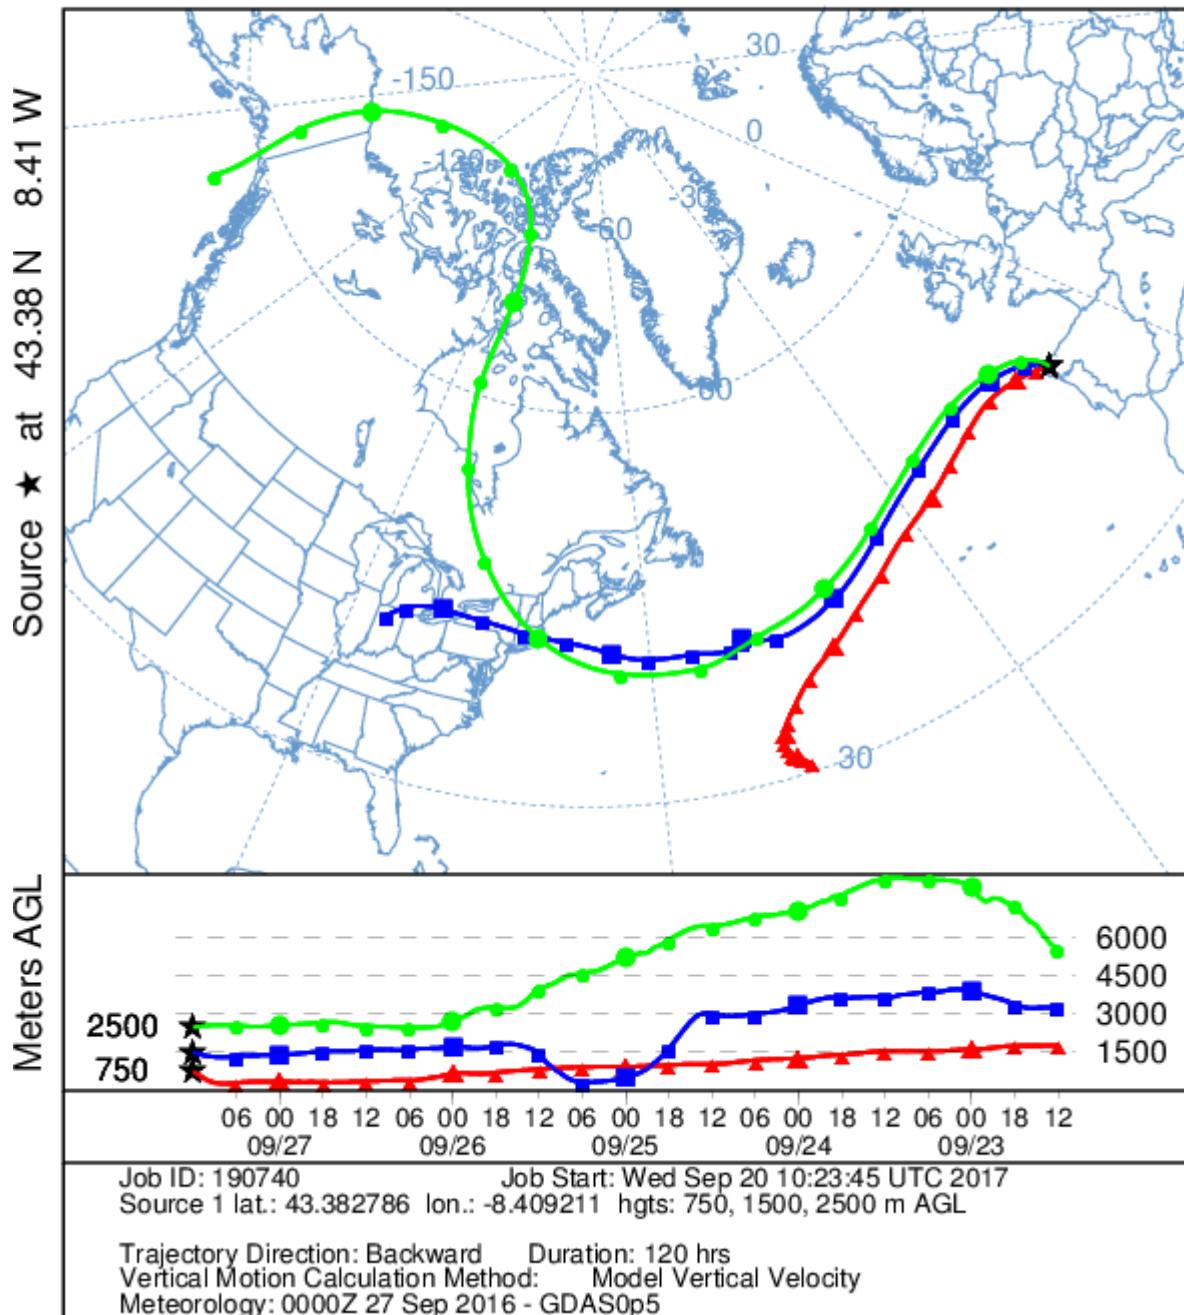 Source ★ at 43.38 N 8.41 W
-150
30
0
-120
-30
-60
60
30
Meters AGL
2500
750
6000
4500
3000
1500
06 00 18 12 06 00 18 12 06 00 18 12 06 00 18 12 06 00 18 12
09/27 09/26 09/25 09/24 09/23
Job ID: 190740 Job Start: Wed Sep 20 10:23:45 UTC 2017
Source 1 lat.: 43.382786 lon.: -8.409211 hgts: 750, 1500, 2500 m AGL
Trajectory Direction: Backward Duration: 120 hrs
Vertical Motion Calculation Method: Model Vertical Velocity
Meteorology: 0000Z 27 Sep 2016 - GDAS0p5